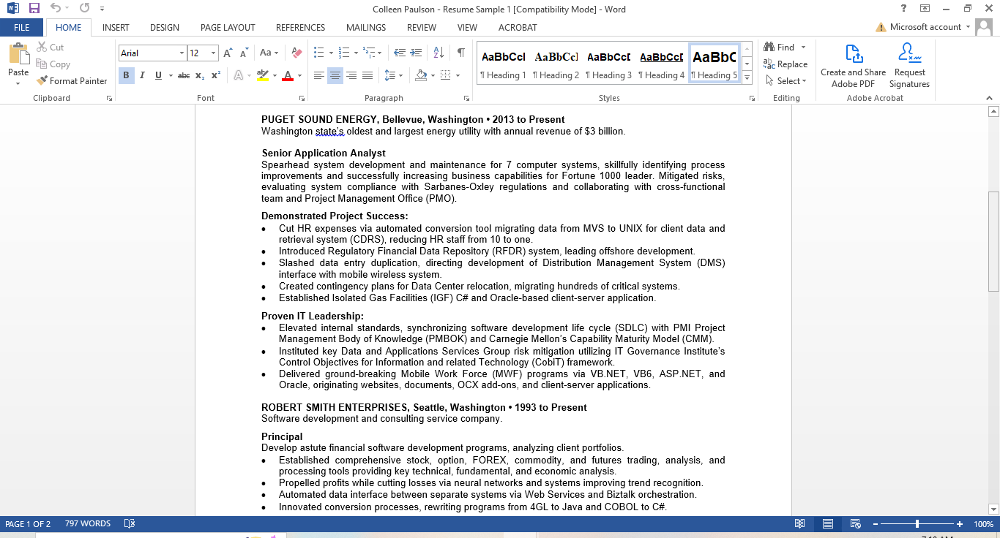 Colleen Paulson - Resume Sample 1 [Compatibility Mode] - Word
FILE HOME INSERT DESIGN PAGE LAYOUT REFERENCES MAILINGS REVIEW VIEW ACROBAT Microsoft account
Paste
Cut
Copy
Format Painter
Clipboard
Arial 12
B I U abc x₂ x²
Font
Paragraph
AaBbCcI AaBbCcI AaBbCcD AaBbCcD AaBbC
¶ Heading 1 ¶ Heading 2 ¶ Heading 3 ¶ Heading 4 ¶ Heading 5
Styles
Find
Replace
Select
Editing
Create and Share
Adobe PDF
Request
Signatures
Adobe Acrobat
PUGET SOUND ENERGY, Bellevue, Washington • 2013 to Present
Washington state's oldest and largest energy utility with annual revenue of $3 billion.
Senior Application Analyst
Spearhead system development and maintenance for 7 computer systems, skillfully identifying process
improvements and successfully increasing business capabilities for Fortune 1000 leader. Mitigated risks,
evaluating system compliance with Sarbanes-Oxley regulations and collaborating with cross-functional
team and Project Management Office (PMO).
Demonstrated Project Success:
• Cut HR expenses via automated conversion tool migrating data from MVS to UNIX for client data and
retrieval system (CDRS), reducing HR staff from 10 to one.
• Introduced Regulatory Financial Data Repository (RFDR) system, leading offshore development.
• Slashed data entry duplication, directing development of Distribution Management System (DMS)
interface with mobile wireless system.
• Created contingency plans for Data Center relocation, migrating hundreds of critical systems.
• Established Isolated Gas Facilities (IGF) C# and Oracle-based client-server application.
Proven IT Leadership:
• Elevated internal standards, synchronizing software development life cycle (SDLC) with PMI Project
Management Body of Knowledge (PMBOK) and Carnegie Mellon's Capability Maturity Model (CMM).
• Instituted key Data and Applications Services Group risk mitigation utilizing IT Governance Institute's
Control Objectives for Information and related Technology (CobiT) framework.
• Delivered ground-breaking Mobile Work Force (MWF) programs via VB.NET, VB6, ASP.NET, and
Oracle, originating websites, documents, OCX add-ons, and client-server applications.
ROBERT SMITH ENTERPRISES, Seattle, Washington • 1993 to Present
Software development and consulting service company.
Principal
Develop astute financial software development programs, analyzing client portfolios.
• Established comprehensive stock, option, FOREX, commodity, and futures trading, analysis, and
processing tools providing key technical, fundamental, and economic analysis.
• Propelled profits while cutting losses via neural networks and systems improving trend recognition.
• Automated data interface between separate systems via Web Services and Biztalk orchestration.
• Innovated conversion processes, rewriting programs from 4GL to Java and COBOL to C#.
PAGE 1 OF 2 797 WORDS 100%